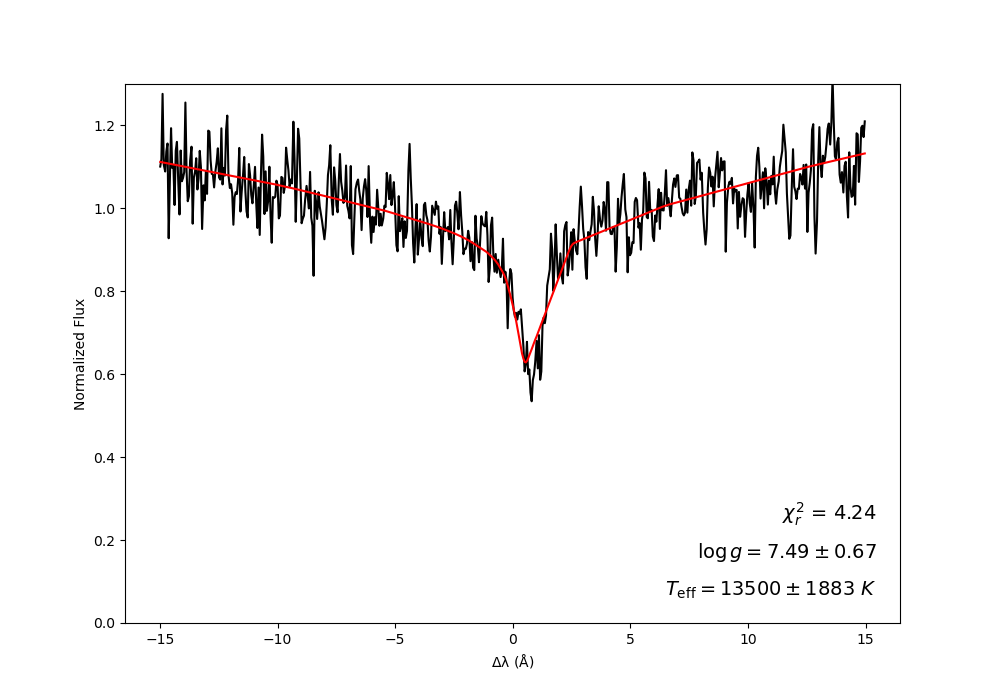 Normalized Flux
1.2
1.0
0.8
0.6
0.4
0.2
0.0
χ²ᵣ = 4.24
log g = 7.49 ± 0.67
T_eff = 13500 ± 1883 K
−15
−10
−5
0
5
10
15
Δλ (Å)